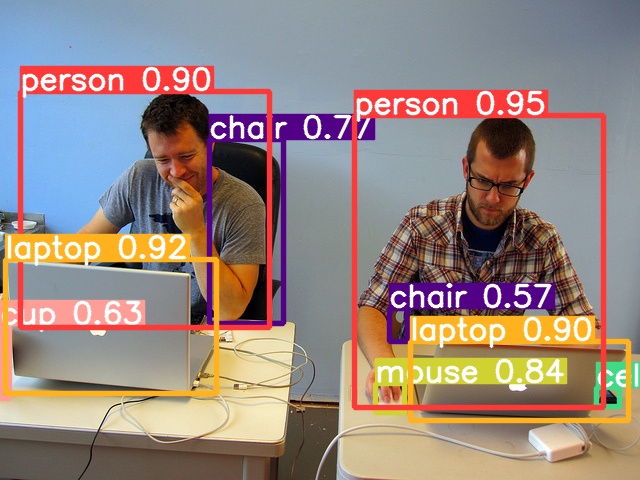 person 0.90
person 0.95
chair 0.77
laptop 0.92
chair 0.57
cup 0.63
laptop 0.90
mouse 0.84
cel